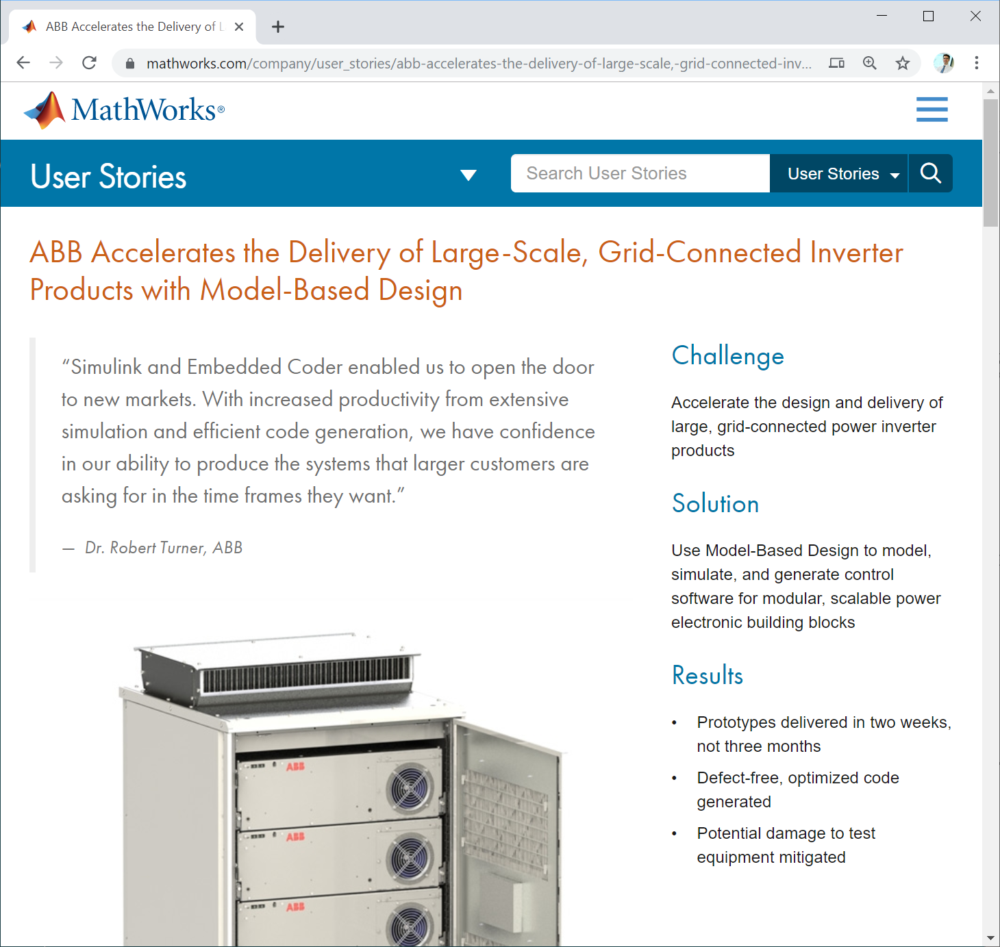 ABB Accelerates the Delivery of L
mathworks.com/company/user_stories/abb-accelerates-the-delivery-of-large-scale,-grid-connected-inv...
MathWorks®
User Stories
Search User Stories
User Stories
ABB Accelerates the Delivery of Large-Scale, Grid-Connected Inverter
Products with Model-Based Design
“Simulink and Embedded Coder enabled us to open the door
to new markets. With increased productivity from extensive
simulation and efficient code generation, we have confidence
in our ability to produce the systems that larger customers are
asking for in the time frames they want.”
— Dr. Robert Turner, ABB
ABB
ABB
ABB
Challenge
Accelerate the design and delivery of
large, grid-connected power inverter
products
Solution
Use Model-Based Design to model,
simulate, and generate control
software for modular, scalable power
electronic building blocks
Results
• Prototypes delivered in two weeks,
not three months
• Defect-free, optimized code
generated
• Potential damage to test
equipment mitigated